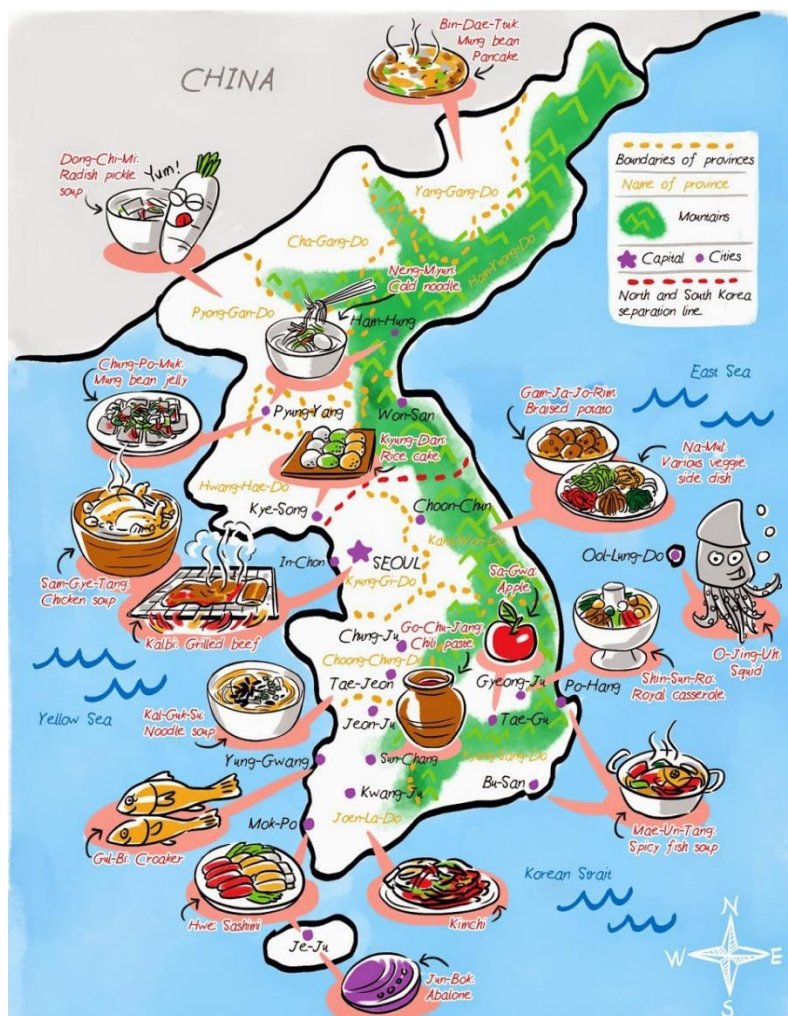 Bin-Dae-Ttuk:
Mung bean
Pancake
CHINA
Dong-Chi-Mi:
Radish pickle
soup
Yum!
Boundaries of provinces
Name of province
Mountains
Capital
Cities
North and South Korea
separation line.
Yang-Gang-Do
Cha-Gang-Do
Ham-Kyong-Do
Neng-Myun:
Cold noodle
Pyong-Gan-Do
Ham-Hung
Chung-Po-Muk:
Mung bean jelly
East Sea
Gam-Ja-Jo-Rim:
Braised potato
Pyung-Yang
Won-San
Kyung-Dan:
Rice cake
Na-Mul:
Various veggie
side dish
Hwang-Hae-Do
Kye-Song
Choon-Chun
Kang-Won-Do
Ool-Lung-Do
In-Chon
SEOUL
Kyung-Gi-Do
Sam-Gye-Tang:
Chicken soup
Sa-Gwa:
Apple
Kalbi: Grilled beef
Chung-Ju
Go-Chu-Jang:
Chili paste
O-Jing-Uh:
Squid
Choong-Chung-Do
Tae-Jeon
Gyeong-Ju
Po-Hang
Shin-Sun-Ro:
Royal casserole
Kal-Guk-Su:
Noodle soup
Yellow Sea
Jeon-Ju
Tae-Gu
Yung-Gwang
Sun-Chang
Kwang-Ju
Bu-San
Gul-Bi: Croaker
Mok-Po
Joen-La-Do
Mae-Un-Tang:
Spicy fish soup
Hwe: Sashimi
Kimchi
Korean Strait
Je-Ju
Jun-Bok:
Abalone
N
W
E
S